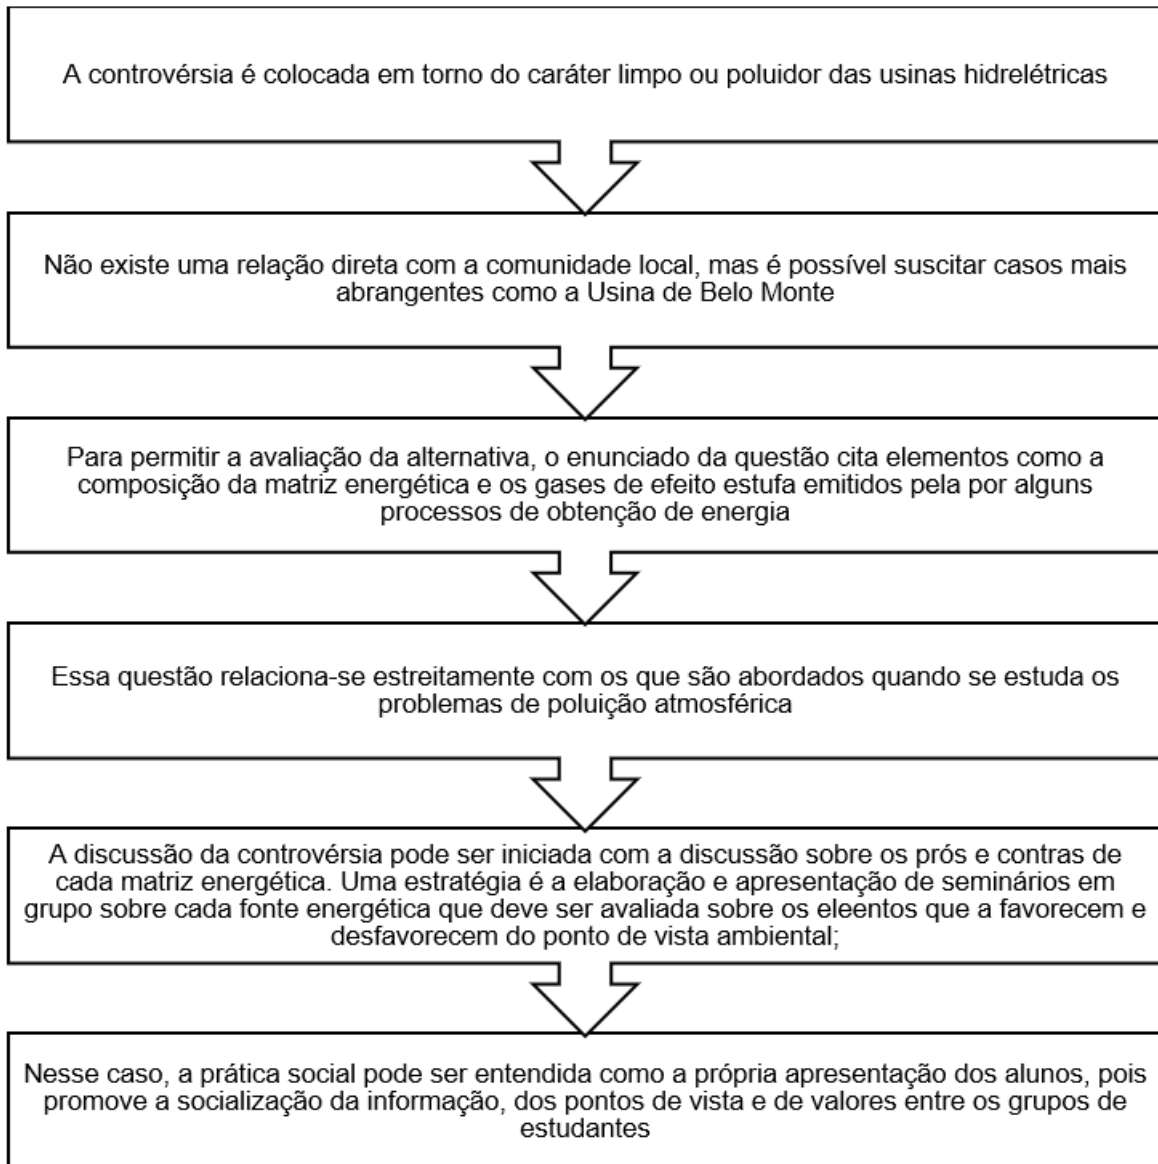 A controvérsia é colocada em torno do caráter limpo ou poluidor das usinas hidrelétricas
Não existe uma relação direta com a comunidade local, mas é possível suscitar casos mais
abrangentes como a Usina de Belo Monte
Para permitir a avaliação da alternativa, o enunciado da questão cita elementos como a
composição da matriz energética e os gases de efeito estufa emitidos pela por alguns
processos de obtenção de energia
Essa questão relaciona-se estreitamente com os que são abordados quando se estuda os
problemas de poluição atmosférica
A discussão da controvérsia pode ser iniciada com a discussão sobre os prós e contras de
cada matriz energética. Uma estratégia é a elaboração e apresentação de seminários em
grupo sobre cada fonte energética que deve ser avaliada sobre os eleentos que a favorecem e
desfavorecem do ponto de vista ambiental;
Nesse caso, a prática social pode ser entendida como a própria apresentação dos alunos, pois
promove a socialização da informação, dos pontos de vista e de valores entre os grupos de
estudantes